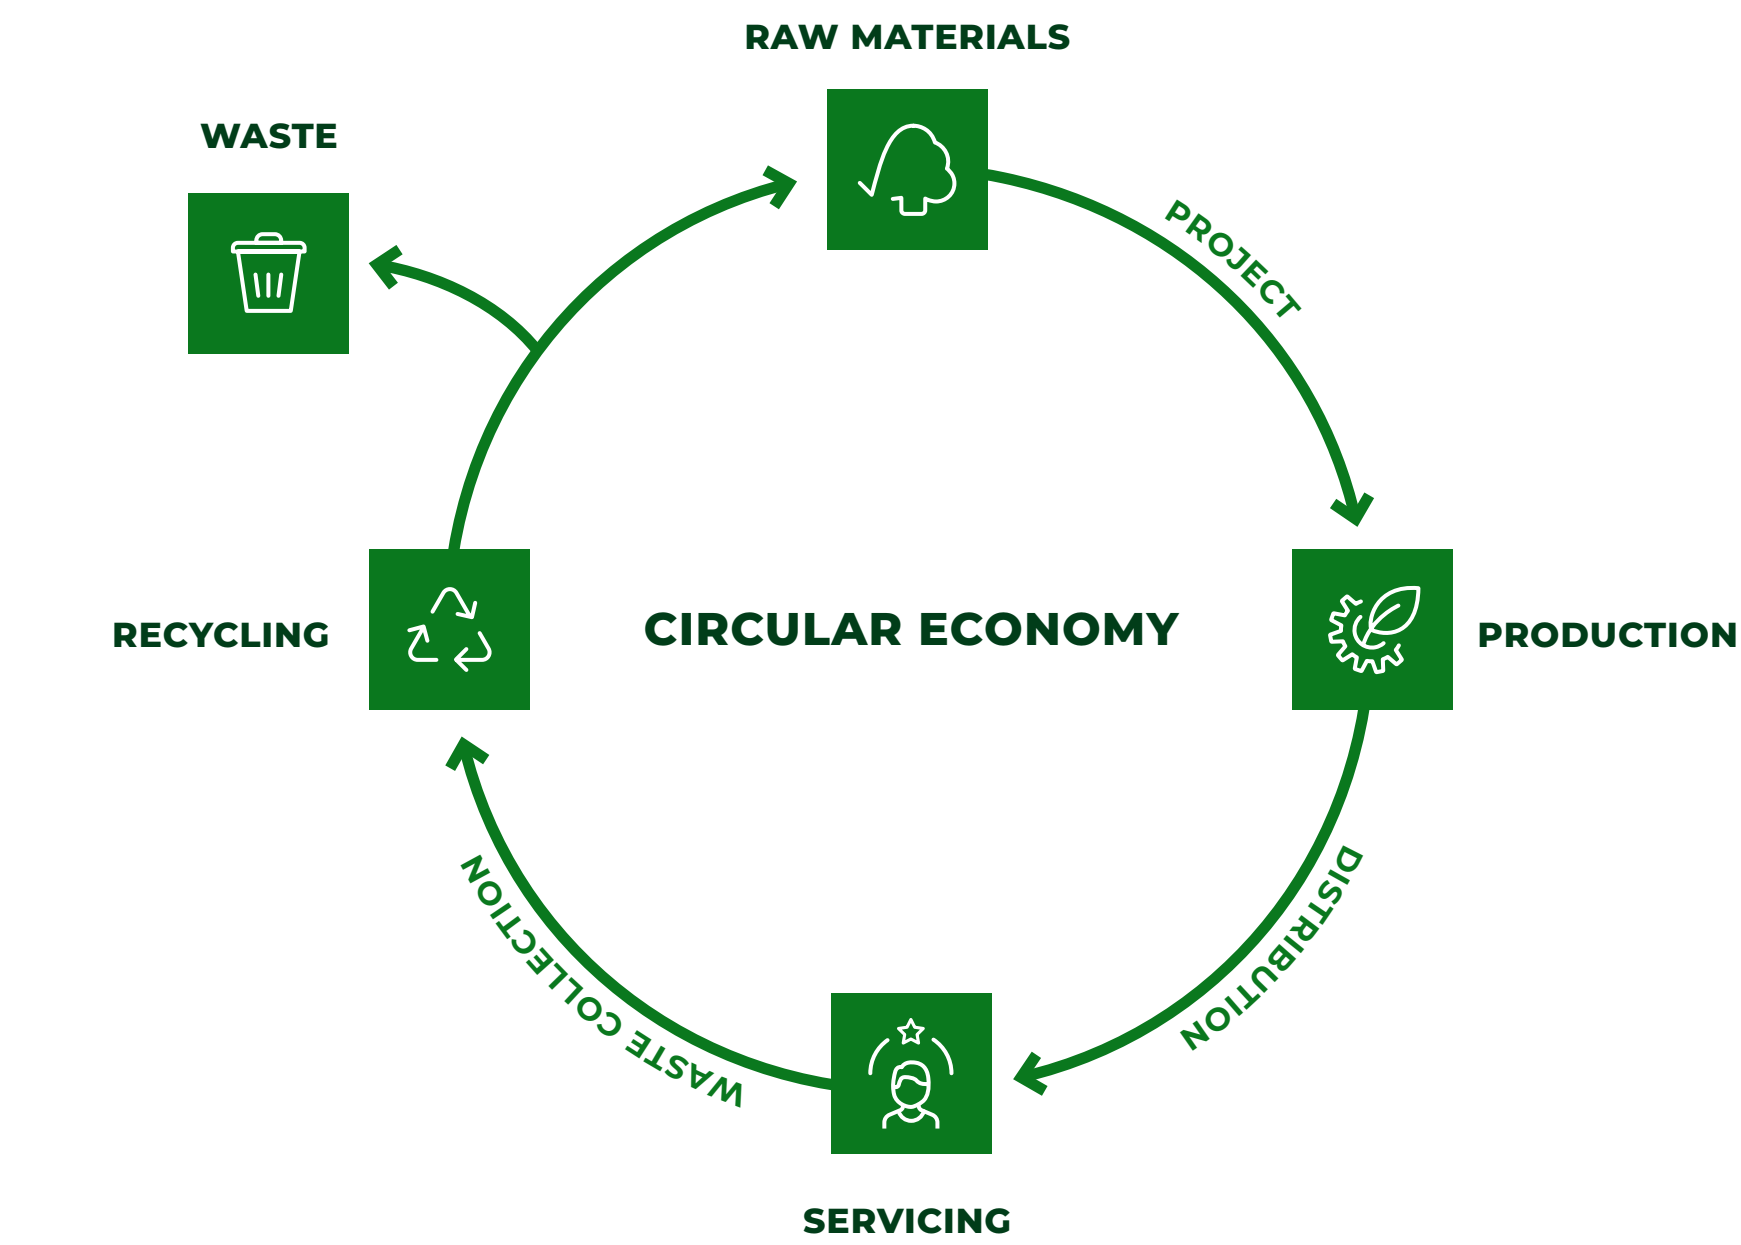 RAW MATERIALS
WASTE
PROJECT
RECYCLING
CIRCULAR ECONOMY
PRODUCTION
WASTE COLLECTION
DISTRIBUTION
SERVICING